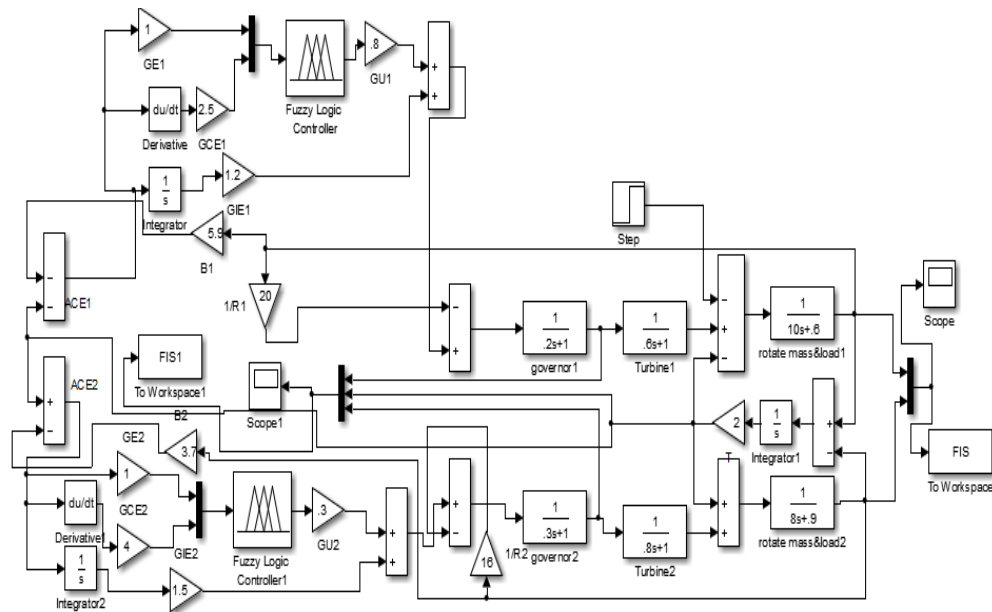 1
GE1
du/dt
Derivative
2.5
GCE1
1
s
Integrator
1.2
GIE1
Fuzzy Logic
Controller
.8
GU1
+
+
5.9
B1
20
1/R1
−
−
ACE1
Step
−
+
1
.2s+1
governor1
1
.6s+1
Turbine1
−
+
−
1
10s+.6
rotate mass&load1
Scope
FIS1
To Workspace1
Scope1
+
−
ACE2
B2
3.7
2
T
1
s
Integrator1
+
−
FIS
To Workspace
GE2
1
GCE2
du/dt
Derivative1
4
GIE2
1
s
Integrator2
1.5
Fuzzy Logic
Controller1
.3
GU2
+
+
+
−
16
1/R2
1
.3s+1
governor2
1
.8s+1
Turbine2
+
+
1
8s+.9
rotate mass&load2